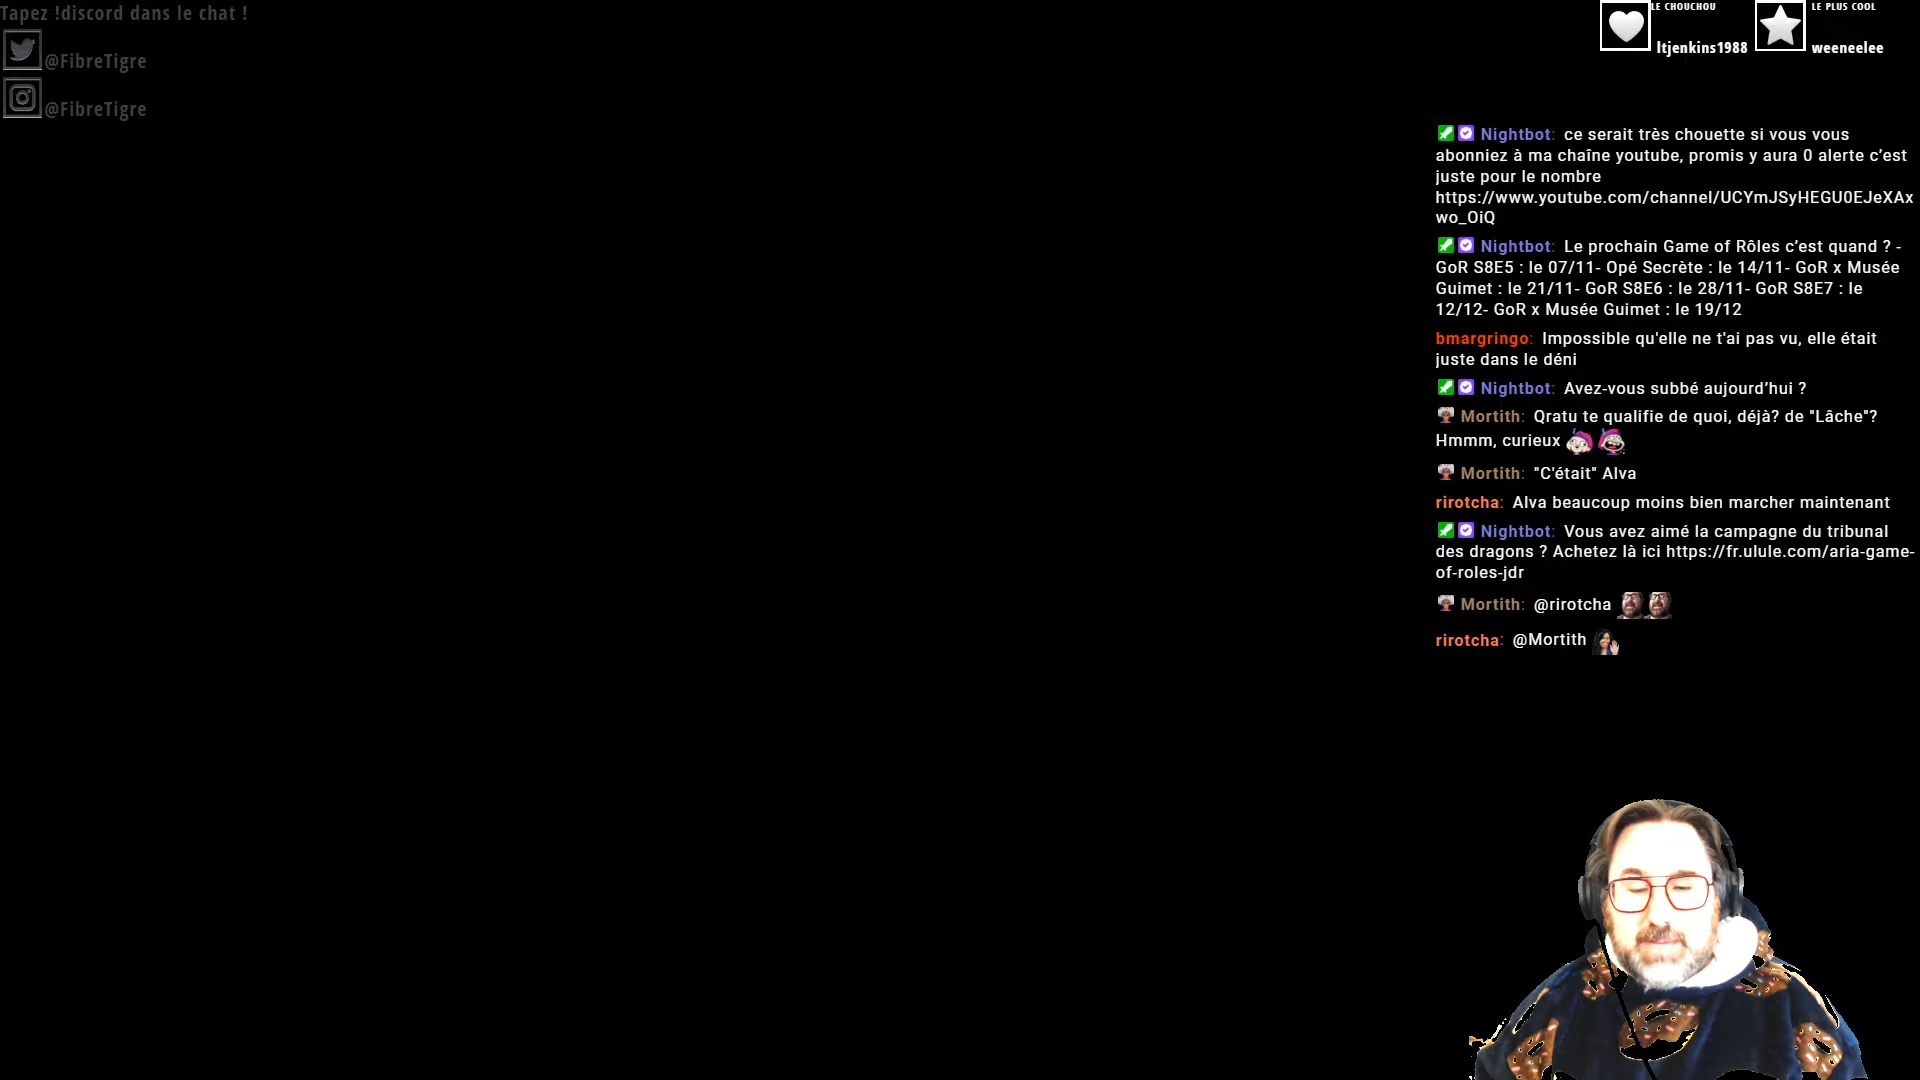 Tapez !discord dans le chat !
@FibreTigre
@FibreTigre
LE CHOUCHOU
ltjenkins1988
LE PLUS COOL
weeneelee
Nightbot: ce serait très chouette si vous vous
abonniez à ma chaîne youtube, promis y aura 0 alerte c’est
juste pour le nombre
https://www.youtube.com/channel/UCYmJSyHEGU0EJeXAx
wo_OiQ
Nightbot: Le prochain Game of Rôles c’est quand ? -
GoR S8E5 : le 07/11- Opé Secrète : le 14/11- GoR x Musée
Guimet : le 21/11- GoR S8E6 : le 28/11- GoR S8E7 : le
12/12- GoR x Musée Guimet : le 19/12
bmargringo: Impossible qu'elle ne t'ai pas vu, elle était
juste dans le déni
Nightbot: Avez-vous subbé aujourd’hui ?
Mortith: Qratu te qualifie de quoi, déjà? de "Lâche"?
Hmmm, curieux
Mortith: "C'était" Alva
rirotcha: Alva beaucoup moins bien marcher maintenant
Nightbot: Vous avez aimé la campagne du tribunal
des dragons ? Achetez là ici https://fr.ulule.com/aria-game-
of-roles-jdr
Mortith: @rirotcha
rirotcha: @Mortith